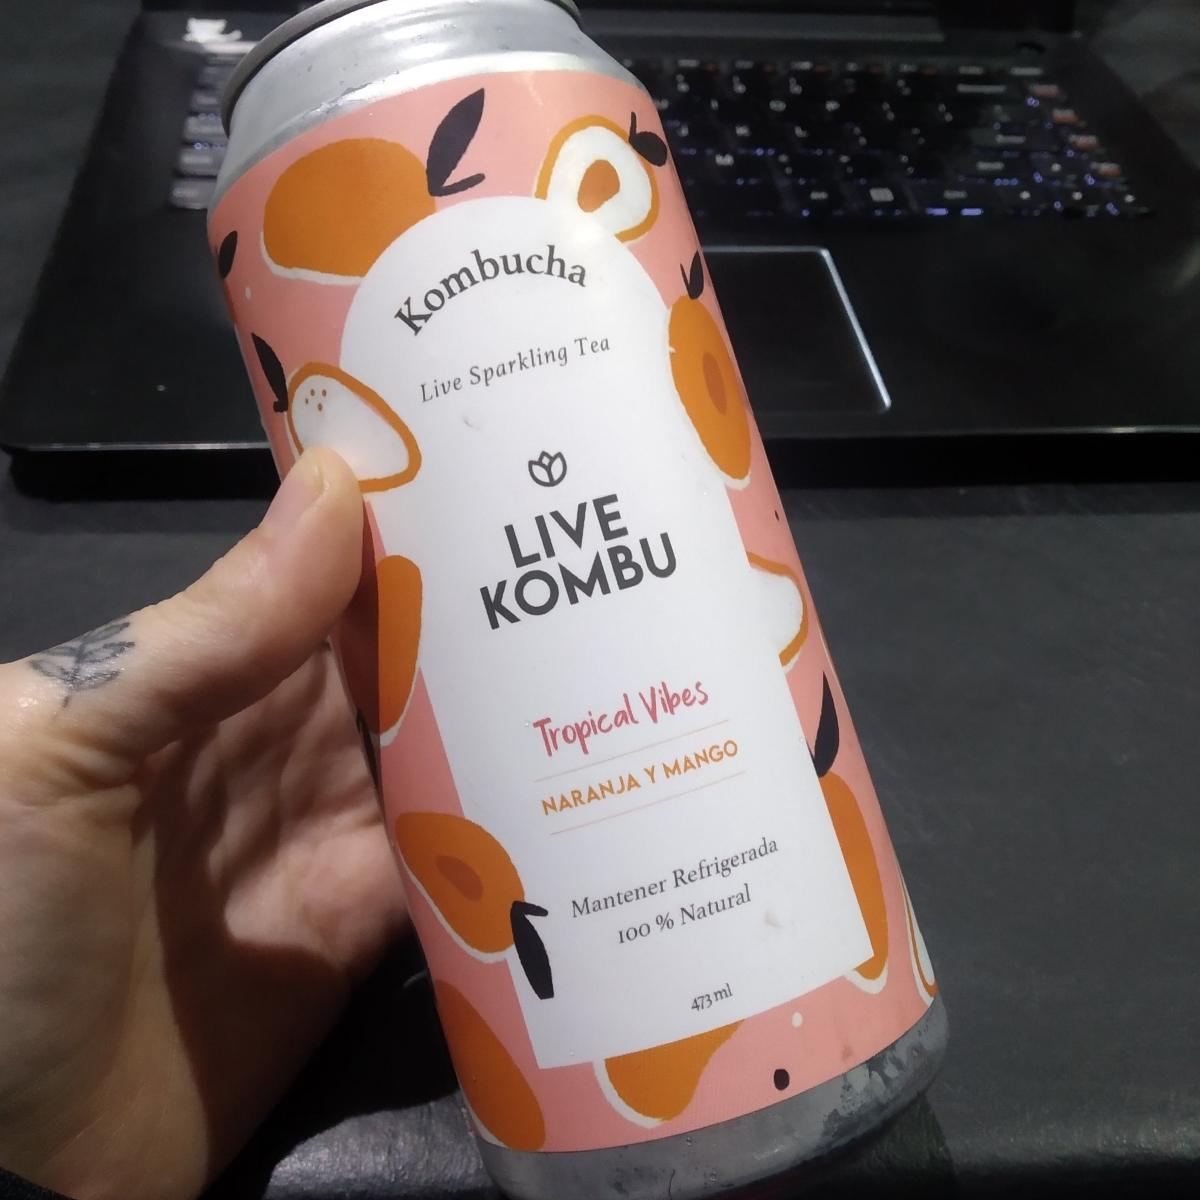 Kombucha
Live Sparkling Tea
LIVE
KOMBU
Tropical Vibes
NARANJA Y MANGO
Mantener Refrigerada
100 % Natural
473 ml